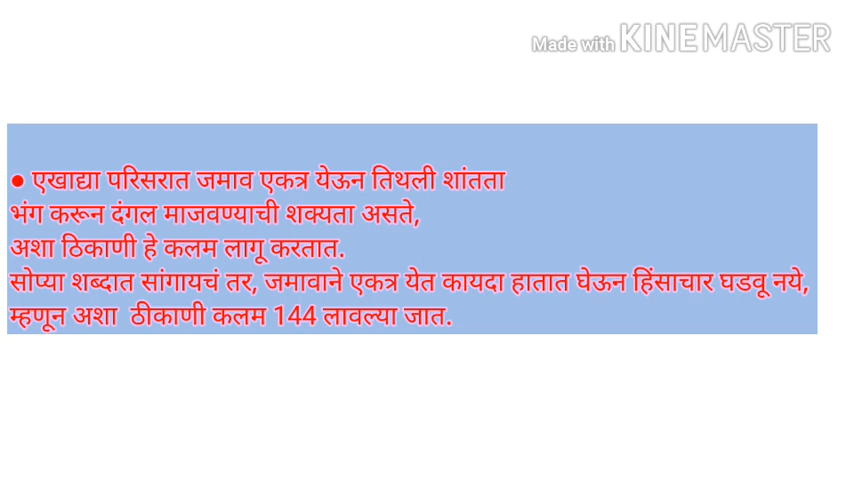 Made with KINEMASTER
● एखाद्या परिसरात जमाव एकत्र येऊन तिथली शांतता
भंग करून दंगल माजवण्याची शक्यता असते,
अशा ठिकाणी हे कलम लागू करतात.
सोप्या शब्दात सांगायचं तर, जमावाने एकत्र येत कायदा हातात घेऊन हिंसाचार घडवू नये,
म्हणून अशा ठीकाणी कलम 144 लावल्या जात.